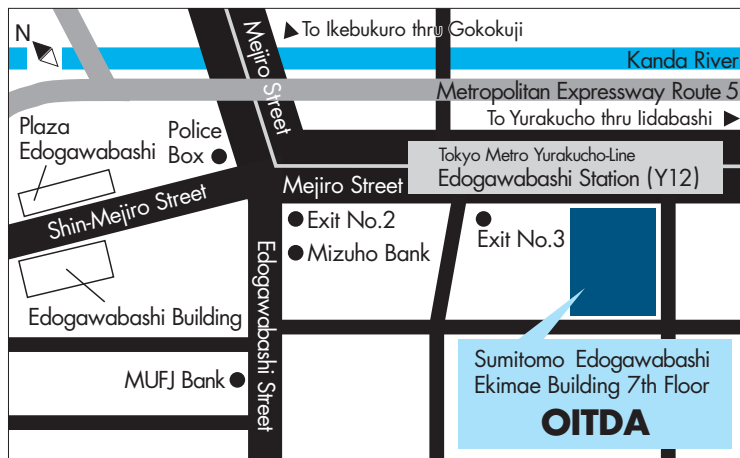 N
To Ikebukuro thru Gokokuji
Kanda River
Mejiro Street
Metropolitan Expressway Route 5
To Yurakucho thru Iidabashi
Plaza
Edogawabashi
Police
Box
Tokyo Metro Yurakucho-Line
Edogawabashi Station (Y12)
Mejiro Street
Shin-Mejiro Street
Exit No.2
Exit No.3
Mizuho Bank
Edogawabashi Street
Edogawabashi Building
MUFJ Bank
Sumitomo Edogawabashi
Ekimae Building 7th Floor
OITDA